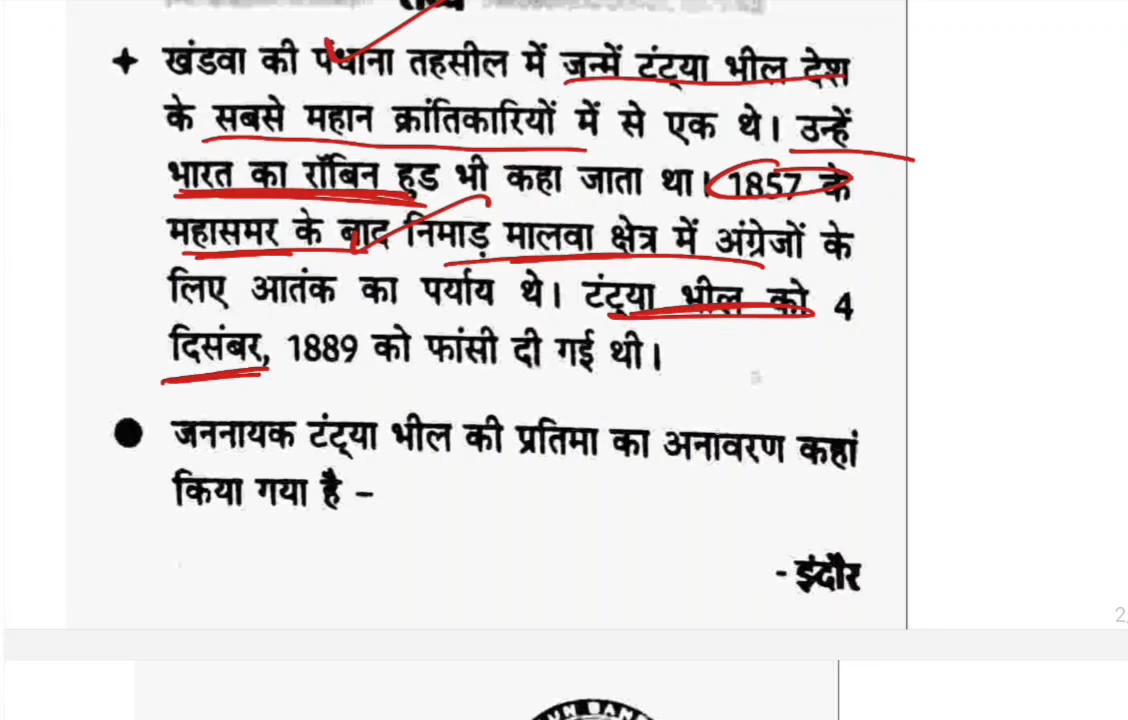 तथ्य
+ खंडवा की पंधाना तहसील में जन्में टंट्या भील देश
के सबसे महान क्रांतिकारियों में से एक थे। उन्हें
भारत का रॉबिन हुड भी कहा जाता था। 1857 के
महासमर के बाद निमाड़ मालवा क्षेत्र में अंग्रेजों के
लिए आतंक का पर्याय थे। टंट्या भील को 4
दिसंबर, 1889 को फांसी दी गई थी।
● जननायक टंट्या भील की प्रतिमा का अनावरण कहां
किया गया है –
- इंदौर